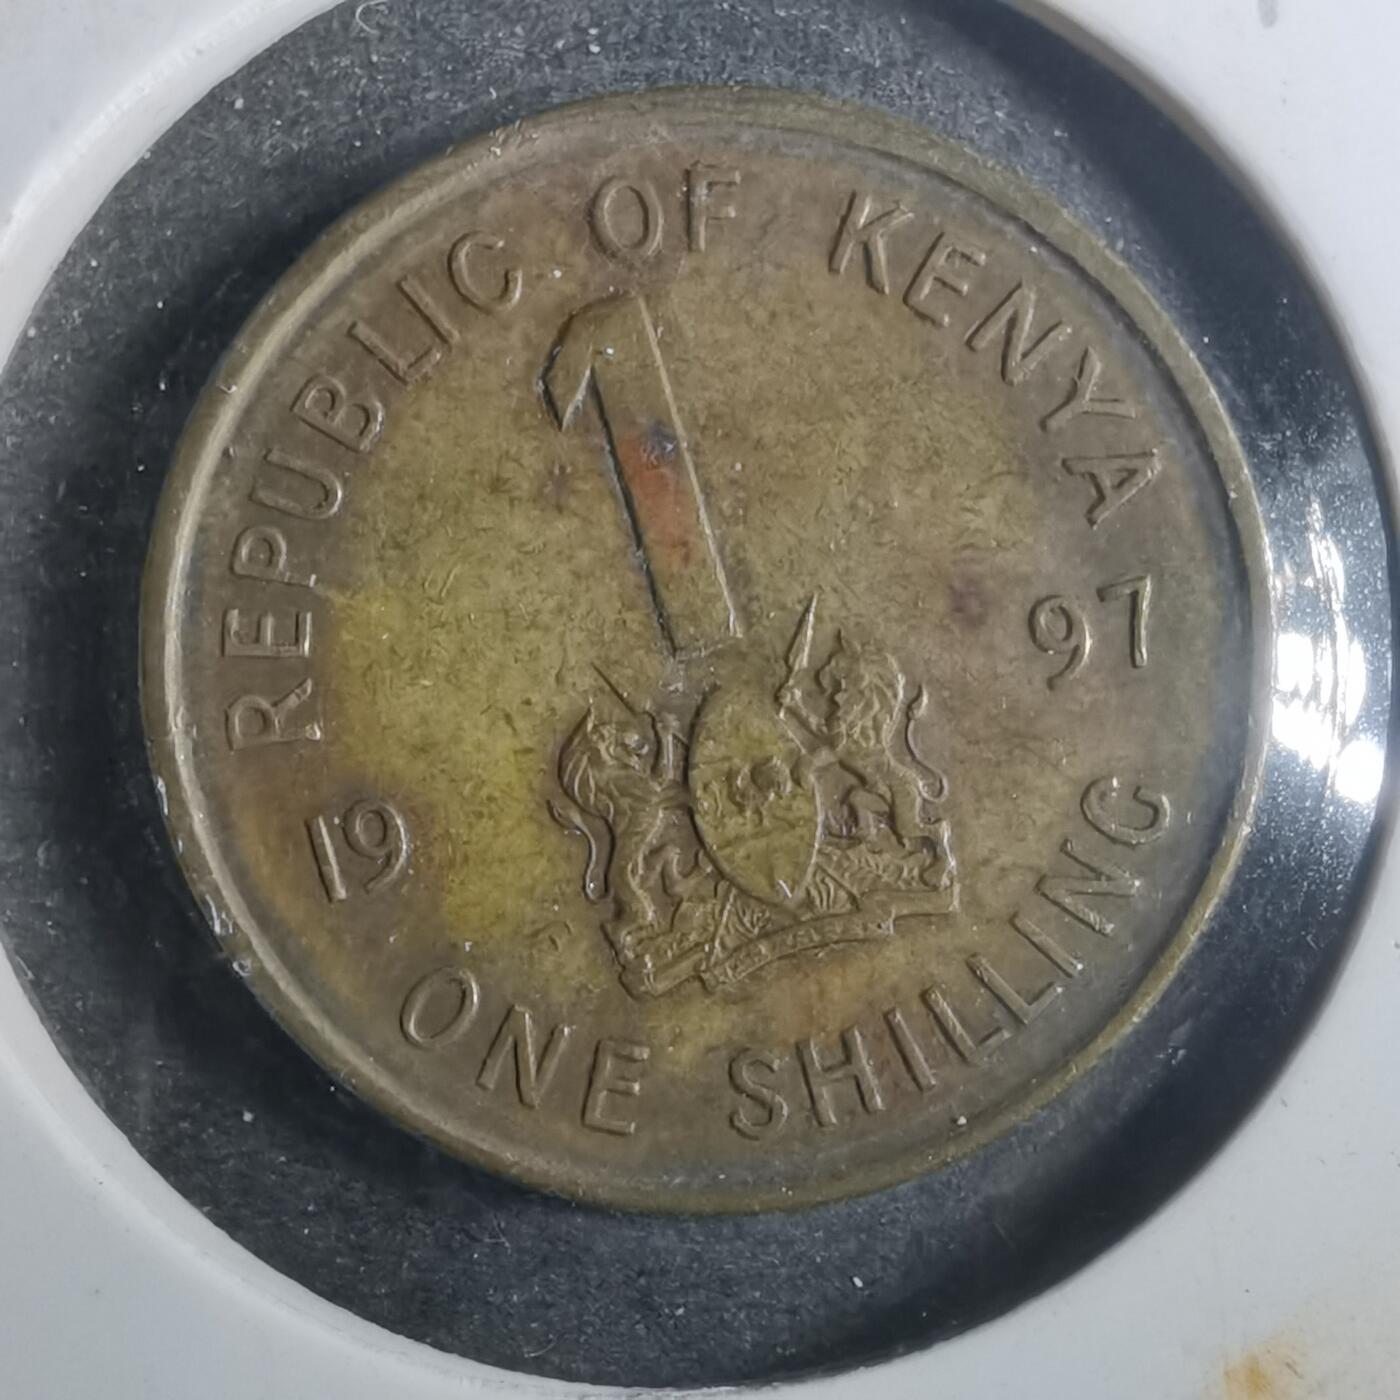 REPUBLIC OF KENYA
1
19 97
ONE SHILLING